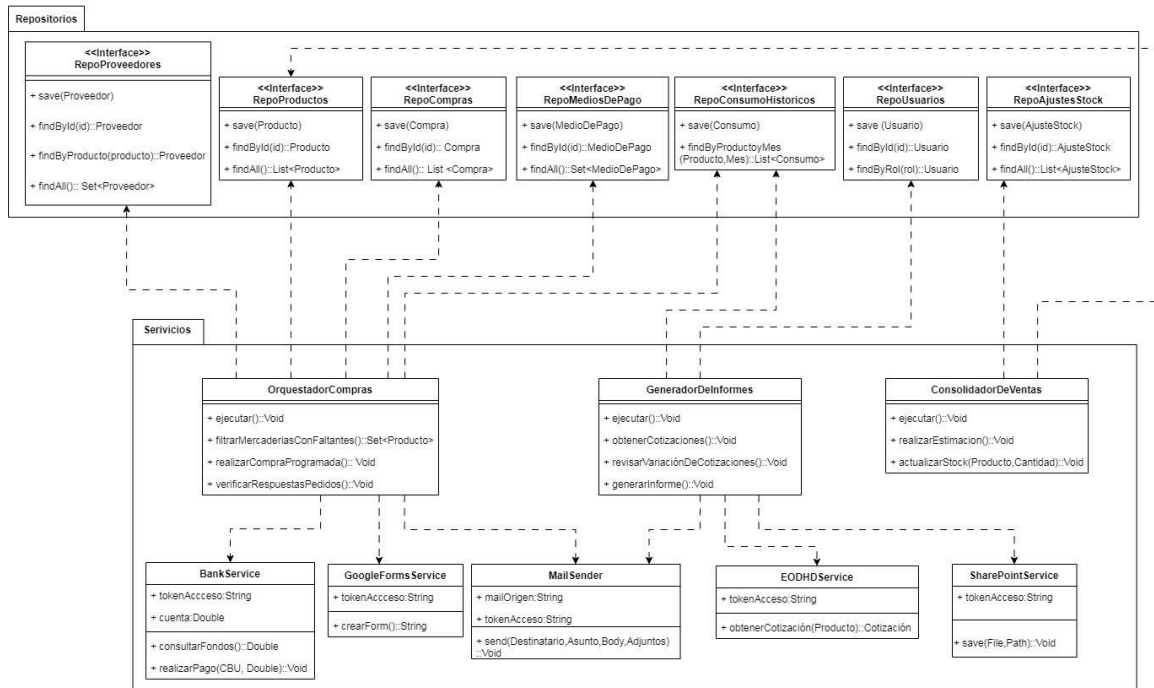 Repositorios
<<Interface>>
RepoProveedores
+ save(Proveedor)
+ findById(id)::Proveedor
+ findByProducto(producto)::Proveedor
+ findAll():: Set<Proveedor>
<<Interface>>
RepoProductos
+ save(Producto)
+ findById(id)::Producto
+ findAll()::List<Producto>
<<Interface>>
RepoCompras
+ save(Compra)
+ findById(id):: Compra
+ findAll():: List <Compra>
<<Interface>>
RepoMediosDePago
+ save(MedioDePago)
+ findById(id)::MedioDePago
+ findAll()::Set<MedioDePago>
<<Interface>>
RepoConsumoHistoricos
+ save(Consumo)
+ findByProductoyMes
(Producto,Mes)::List<Consumo>
<<Interface>>
RepoUsuarios
+ save (Usuario)
+ findById(id)::Usuario
+ findByRol(rol)::Usuario
<<Interface>>
RepoAjustesStock
+ save(AjusteStock)
+ findById(id)::AjusteStock
+ findAll()::List<AjusteStock>
Serivicios
OrquestadorCompras
+ ejecutar()::Void
+ filtrarMercaderiasConFaltantes()::Set<Producto>
+ realizarCompraProgramada():: Void
+ verificarRespuestasPedidos()::Void
GeneradorDeInformes
+ ejecutar()::Void
+ obtenerCotizaciones()::Void
+ revisarVariaciónDeCotizaciones()::Void
+ generarInforme()::Void
ConsolidadorDeVentas
+ ejecutar()::Void
+ realizarEstimacion()::Void
+ actualizarStock(Producto,Cantidad)::Void
BankService
+ tokenAccceso:String
+ cuenta:Double
+ consultarFondos()::Double
+ realizarPago(CBU, Double)::Void
GoogleFormsService
+ tokenAccceso:String
+ crearForm()::String
MailSender
+ mailOrigen:String
+ tokenAcceso:String
+ send(Destinatario,Asunto,Body,Adjuntos)
::Void
EODHDService
+ tokenAcceso:String
+ obtenerCotización(Producto)::Cotización
SharePointService
+ tokenAcceso:String
+ save(File,Path)::Void